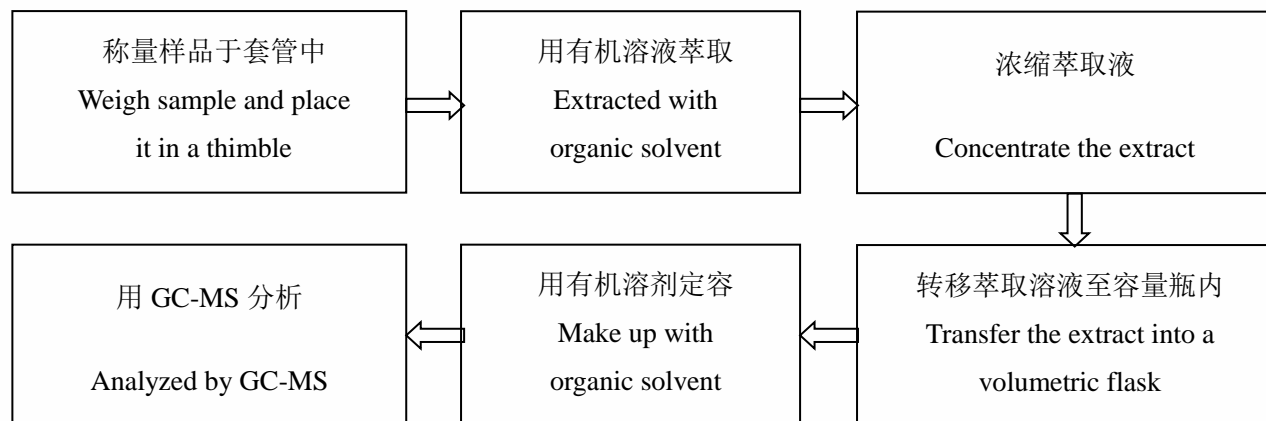 称量样品于套管中
Weigh sample and place
it in a thimble
用有机溶液萃取
Extracted with
organic solvent
浓缩萃取液
Concentrate the extract
转移萃取溶液至容量瓶内
Transfer the extract into a
volumetric flask
用有机溶剂定容
Make up with
organic solvent
用 GC-MS 分析
Analyzed by GC-MS